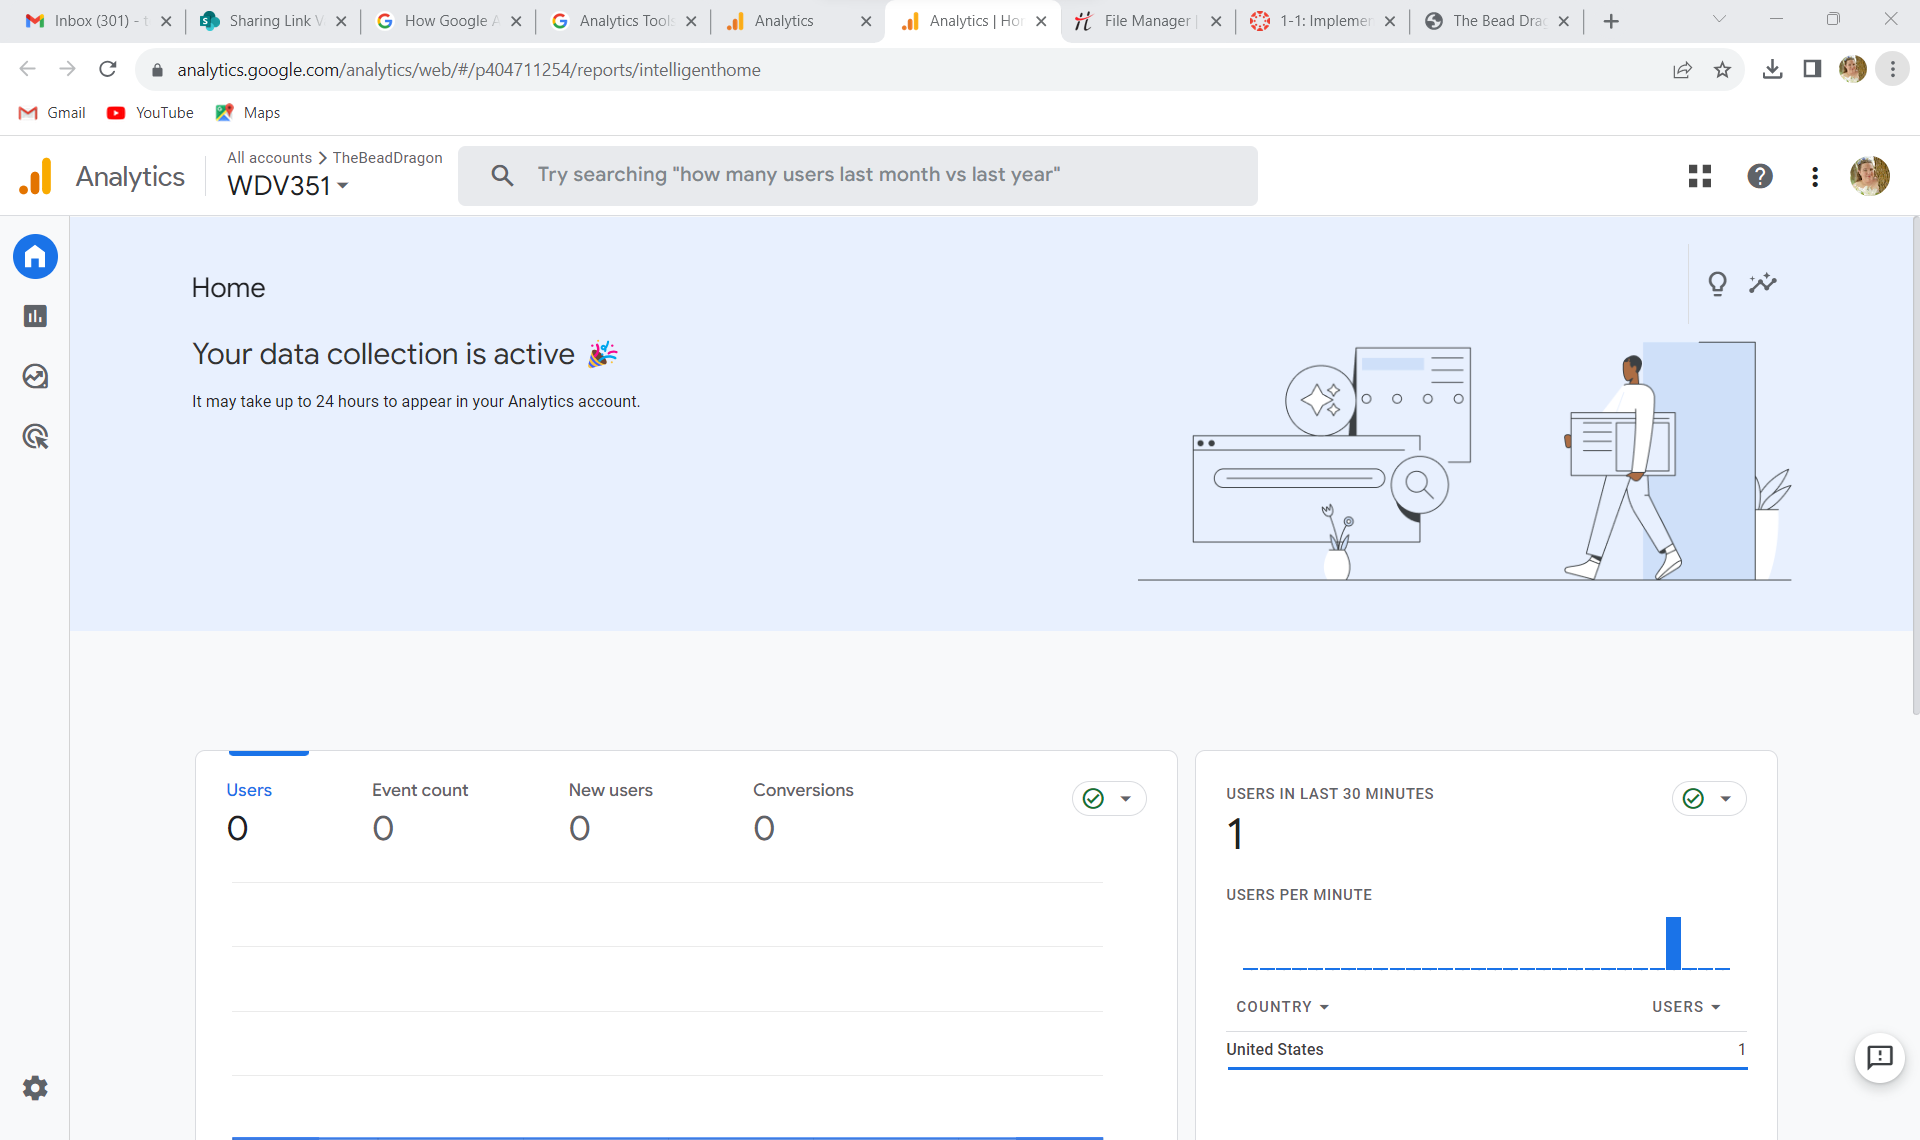 Inbox (301) - t
Sharing Link V
How Google A
Analytics Tools
Analytics
Analytics | Hor
File Manager |
1-1: Implemen
The Bead Drag
analytics.google.com/analytics/web/#/p404711254/reports/intelligenthome
Gmail
YouTube
Maps
Analytics
All accounts > TheBeadDragon
WDV351
Try searching "how many users last month vs last year"
Home
Your data collection is active
It may take up to 24 hours to appear in your Analytics account.
Users
0
Event count
0
New users
0
Conversions
0
USERS IN LAST 30 MINUTES
1
USERS PER MINUTE
COUNTRY
USERS
United States
1